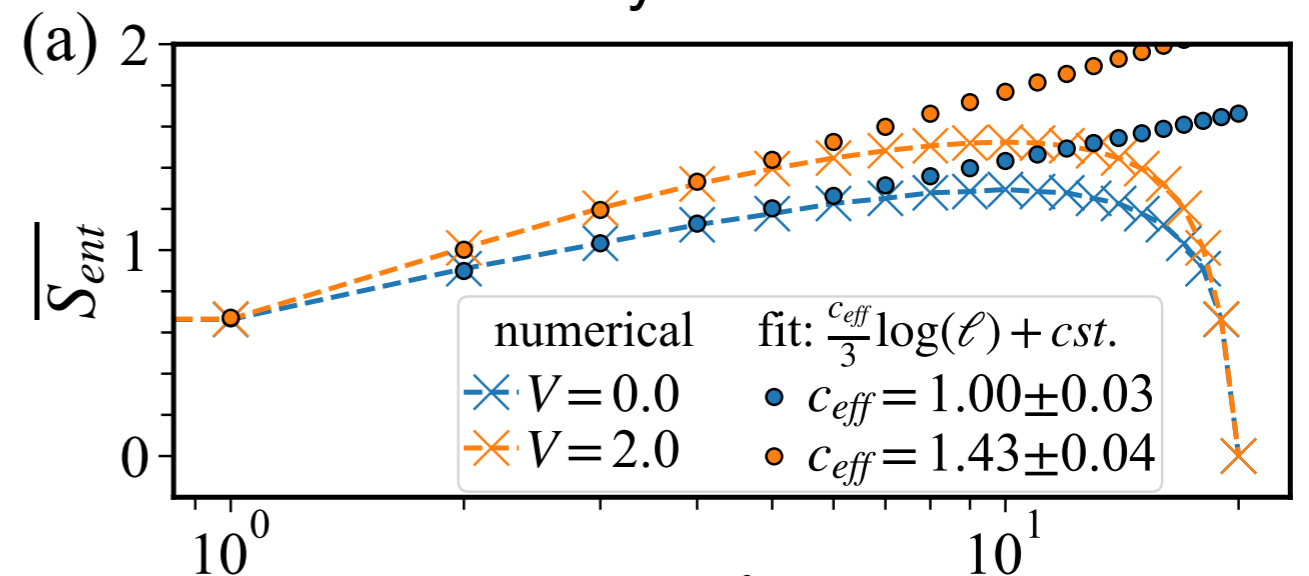 (a)
2
1
0
S_ent
numerical fit: c_eff/3 log(ℓ) + cst.
V = 0.0 c_eff = 1.00±0.03
V = 2.0 c_eff = 1.43±0.04
10^0 10^1